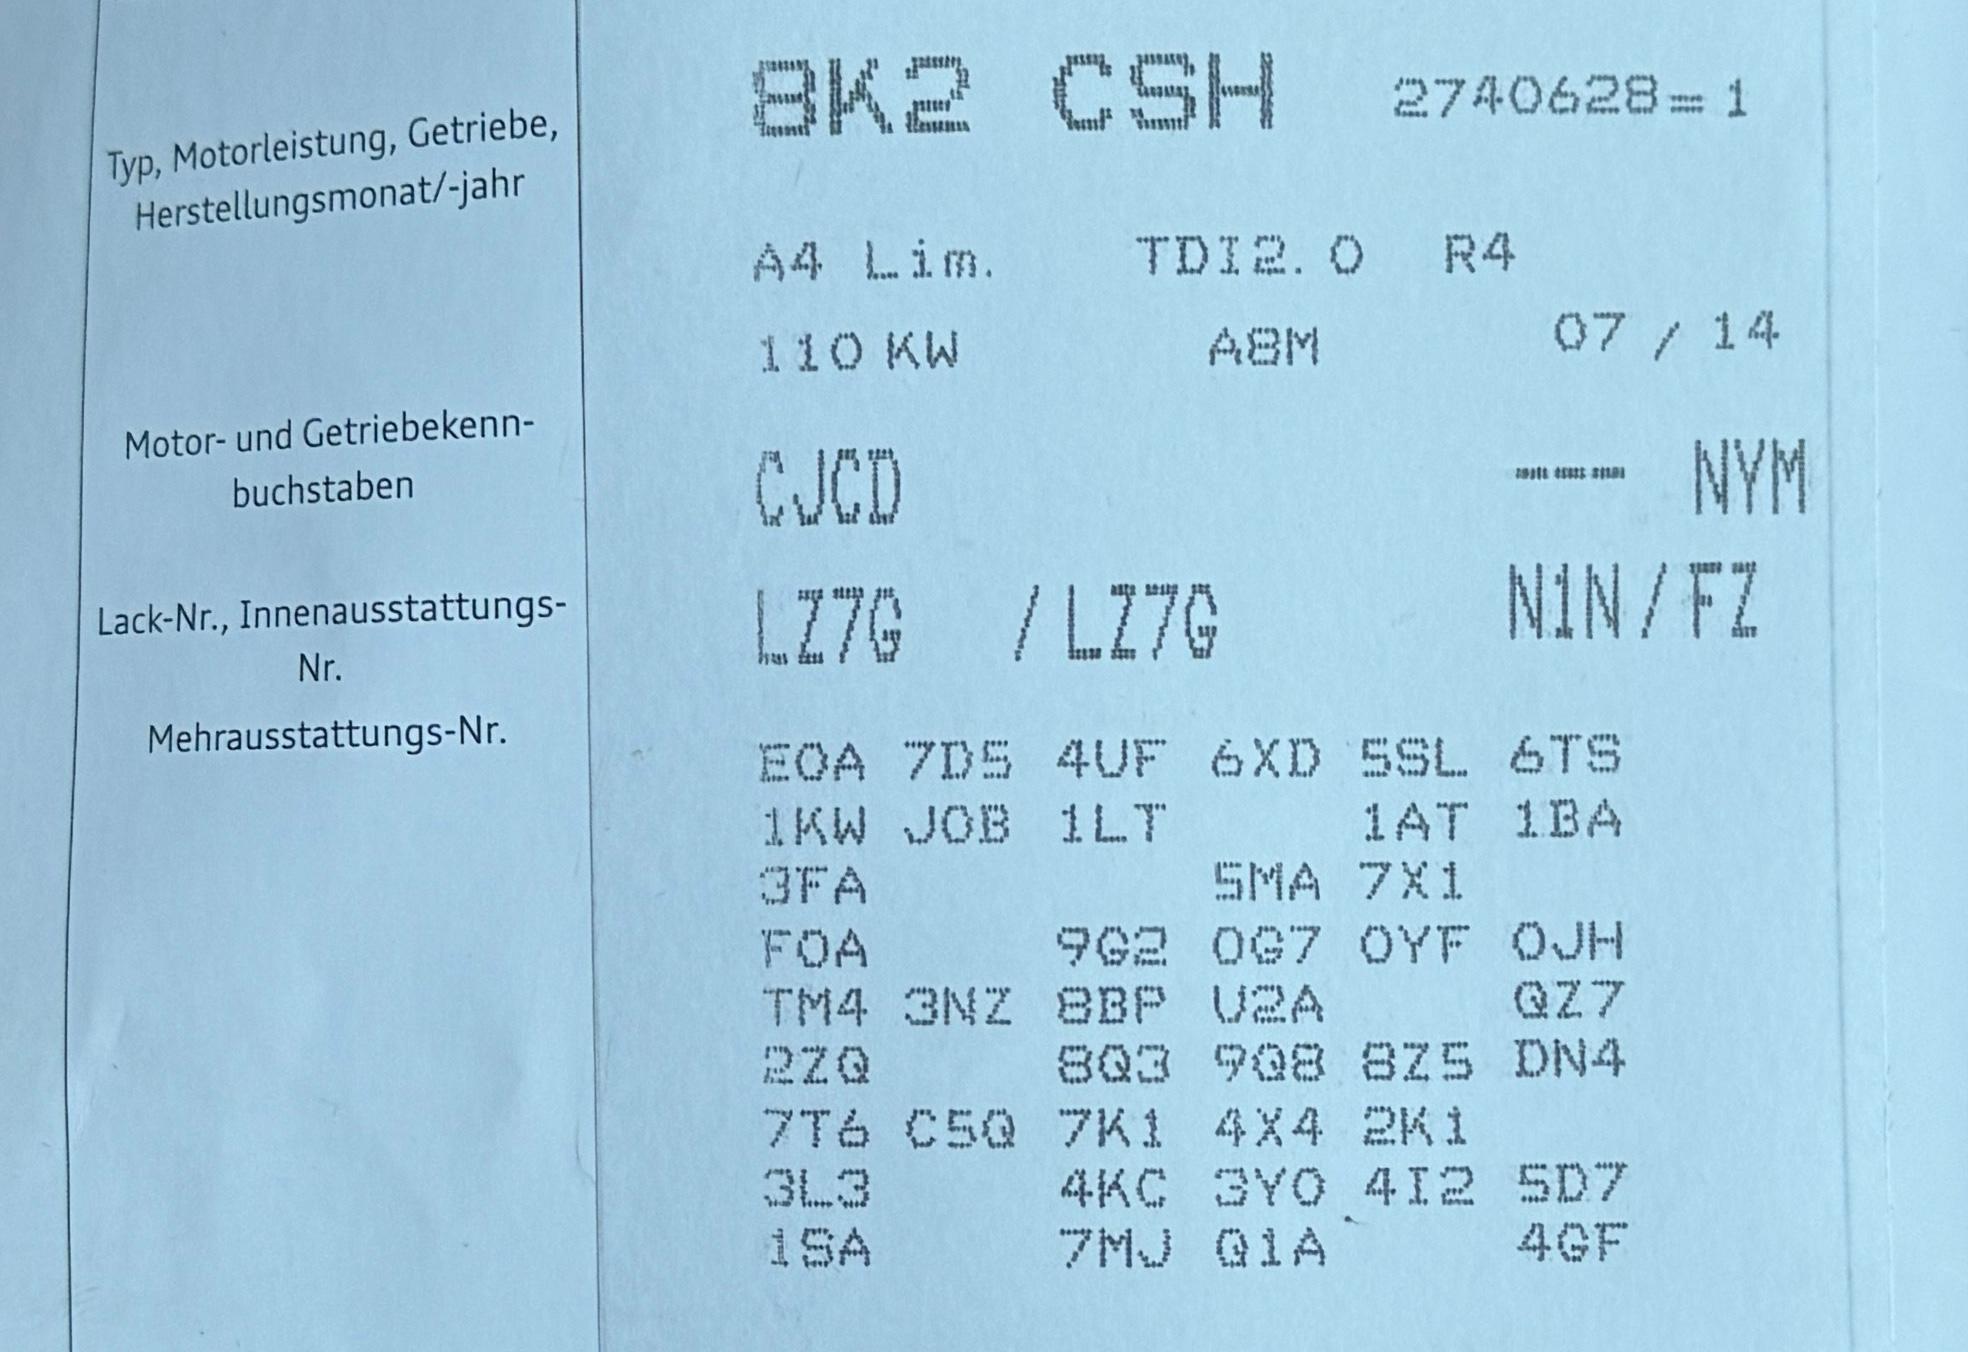 8K2 CSH 2740628=1
Typ, Motorleistung, Getriebe,
Herstellungsmonat/-jahr
A4 Lim. TDI2.0 R4
110KW A8M 07 / 14
Motor- und Getriebekenn-
buchstaben
CJCD --- NYM
Lack-Nr., Innenausstattungs-
Nr.
LZ7G /LZ7G N1N/FZ
Mehrausstattungs-Nr.
E0A 7D5 4UF 6XD 5SL 6TS
1KW J0B 1LT 1AT 1BA
3FA 5MA 7X1
F0A 9G2 0G7 0YF 0JH
TM4 3NZ 8BP U2A QZ7
2ZQ 8Q3 9Q8 8Z5 DN4
7T6 C5Q 7K1 4X4 2K1
3L3 4KC 3Y0 4I2 5D7
1SA 7MJ Q1A 4GF